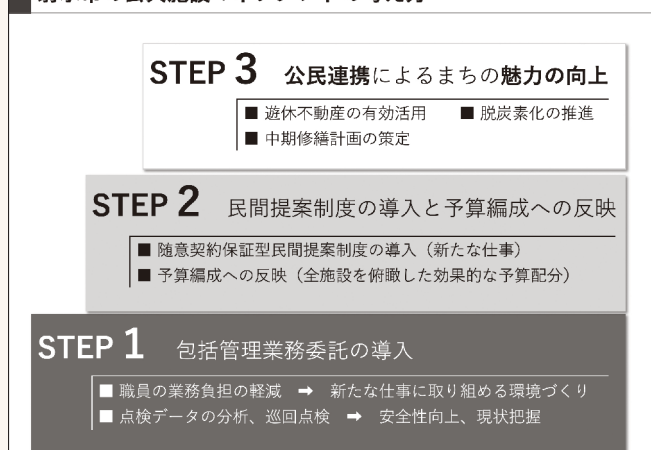 STEP 3 公民連携によるまちの魅力の向上
■ 遊休不動産の有効活用 ■ 脱炭素化の推進
■ 中期修繕計画の策定
STEP 2 民間提案制度の導入と予算編成への反映
■ 随意契約保証型民間提案制度の導入（新たな仕事）
■ 予算編成への反映（全施設を俯瞰した効果的な予算配分）
STEP 1 包括管理業務委託の導入
■ 職員の業務負担の軽減 ➡ 新たな仕事に取り組める環境づくり
■ 点検データの分析、巡回点検 ➡ 安全性向上、現状把握